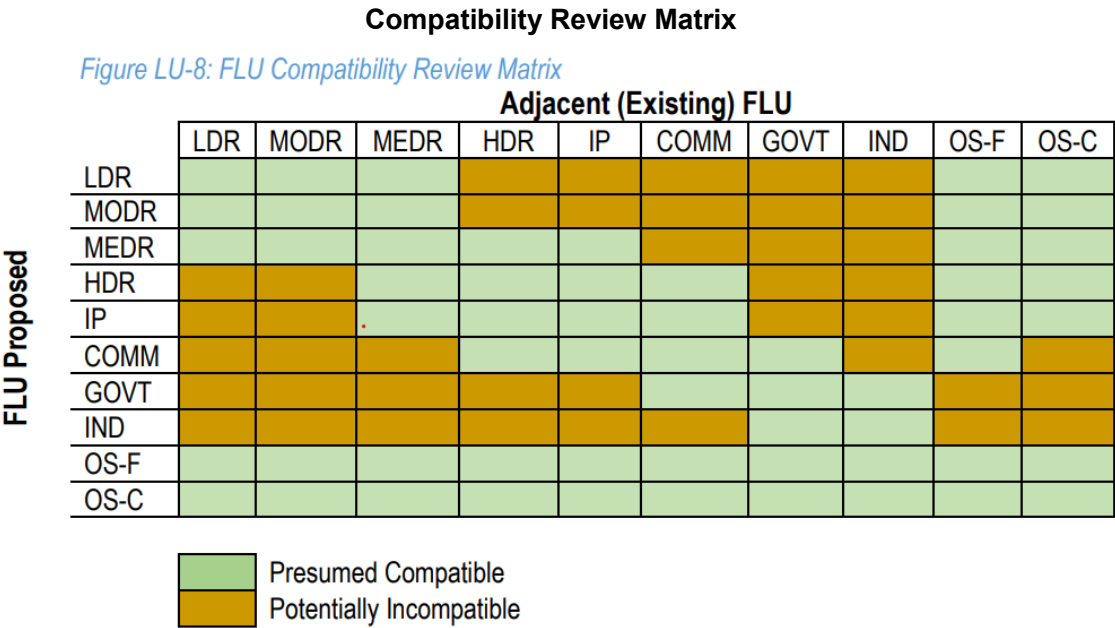 Compatibility Review Matrix
Figure LU-8: FLU Compatibility Review Matrix
Adjacent (Existing) FLU
LDR MODR MEDR HDR IP COMM GOVT IND OS-F OS-C
FLU Proposed
LDR
MODR
MEDR
HDR
IP
COMM
GOVT
IND
OS-F
OS-C
Presumed Compatible
Potentially Incompatible